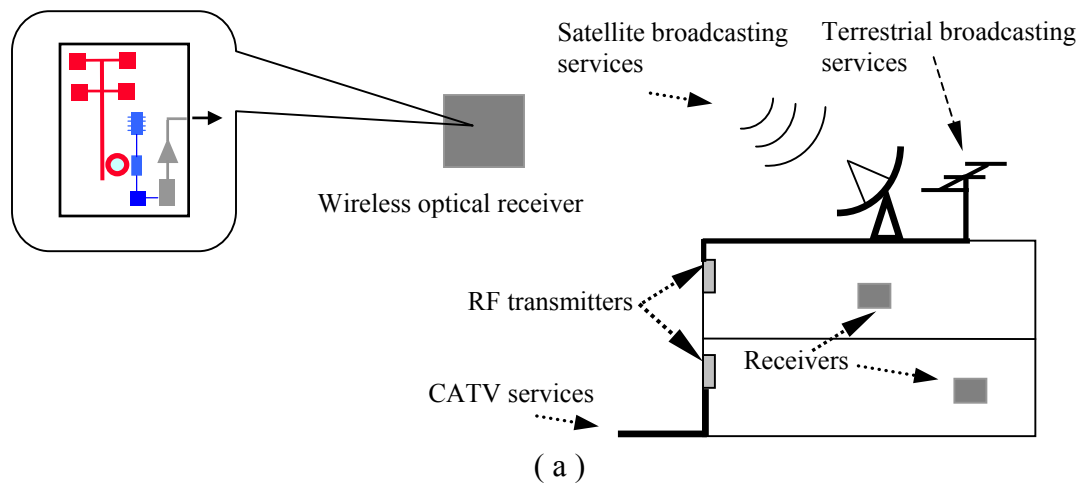 Satellite broadcasting
services
Terrestrial broadcasting
services
Wireless optical receiver
RF transmitters
Receivers
CATV services
( a )